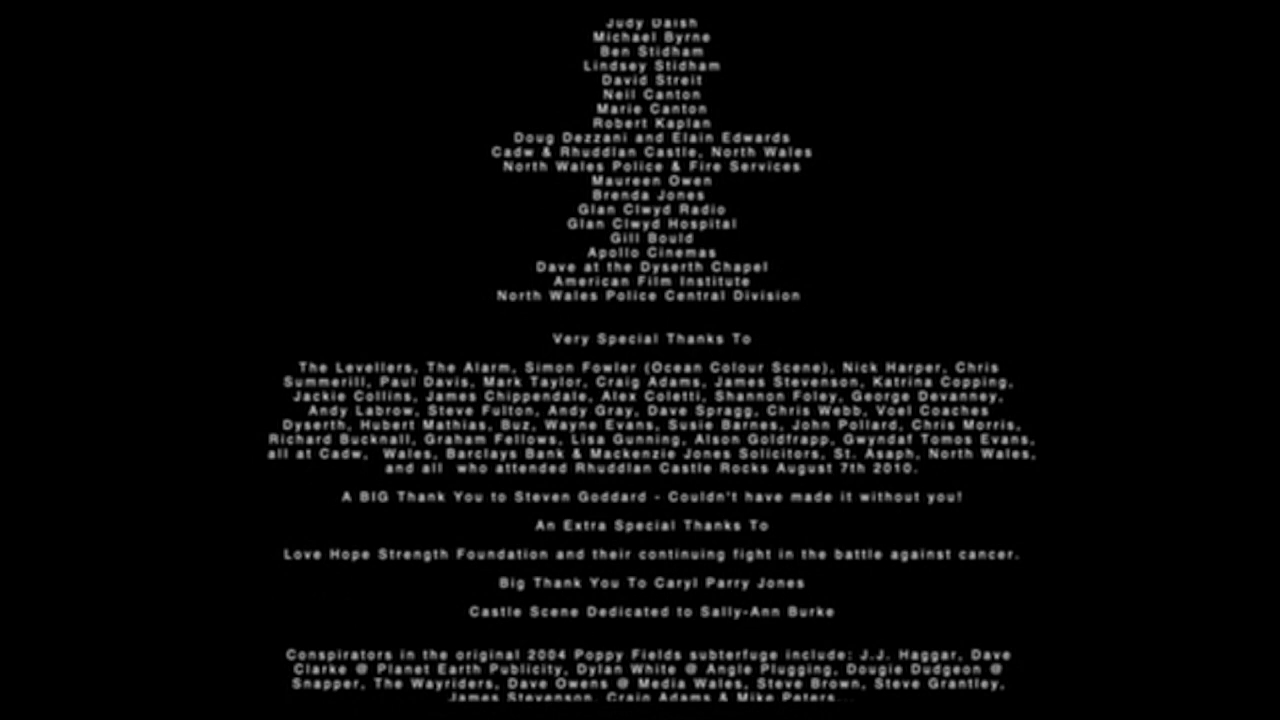 Judy Daish
Michael Byrne
Ben Stidham
Lindsey Stidham
David Streit
Neil Canton
Marie Canton
Robert Kaplan
Doug Dezzani and Elain Edwards
Cadw & Rhuddlan Castle, North Wales
North Wales Police & Fire Services
Maureen Owen
Brenda Jones
Glan Clwyd Radio
Glan Clwyd Hospital
Gill Bould
Apollo Cinemas
Dave at the Dyserth Chapel
American Film Institute
North Wales Police Central Division
Very Special Thanks To
The Levellers, The Alarm, Simon Fowler (Ocean Colour Scene), Nick Harper, Chris
Summerill, Paul Davis, Mark Taylor, Craig Adams, James Stevenson, Katrina Copping,
Jackie Collins, James Chippendale, Alex Coletti, Shannon Foley, George Devanney,
Andy Labrow, Steve Fulton, Andy Gray, Dave Spragg, Chris Webb, Voel Coaches
Dyserth, Hubert Mathias, Buz, Wayne Evans, Susie Barnes, John Pollard, Chris Morris,
Richard Bucknall, Graham Fellows, Lisa Gunning, Alson Goldfrapp, Gwyndaf Tomos Evans,
all at Cadw, Wales, Barclays Bank & Mackenzie Jones Solicitors, St. Asaph, North Wales,
and all who attended Rhuddlan Castle Rocks August 7th 2010.
A BIG Thank You to Steven Goddard - Couldn't have made it without you!
An Extra Special Thanks To
Love Hope Strength Foundation and their continuing fight in the battle against cancer.
Big Thank You To Caryl Parry Jones
Castle Scene Dedicated to Sally-Ann Burke
Conspirators in the original 2004 Poppy Fields subterfuge include: J.J. Haggar, Dave
Clarke @ Planet Earth Publicity, Dylan White @ Angle Plugging, Dougie Dudgeon @
Snapper, The Wayriders, Dave Owens @ Media Wales, Steve Brown, Steve Grantley,
James Stevenson, Craig Adams & Mike Peters...